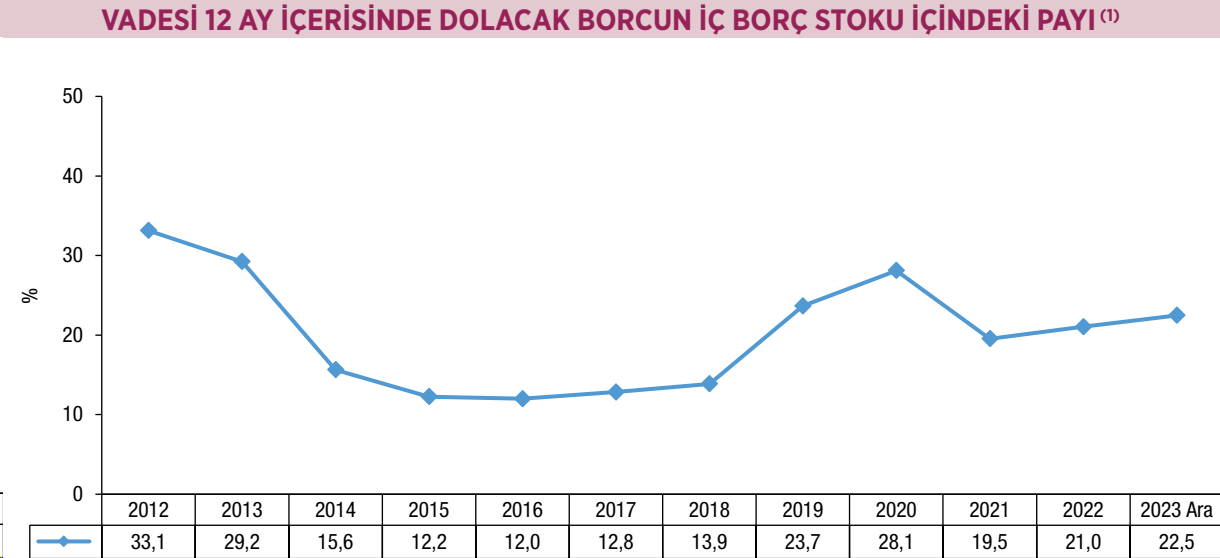 VADESİ 12 AY İÇERİSİNDE DOLACAK BORCUN İÇ BORÇ STOKU İÇİNDEKİ PAYI (1)
50
40
30
%
20
10
0
2012 2013 2014 2015 2016 2017 2018 2019 2020 2021 2022 2023 Ara
33,1 29,2 15,6 12,2 12,0 12,8 13,9 23,7 28,1 19,5 21,0 22,5